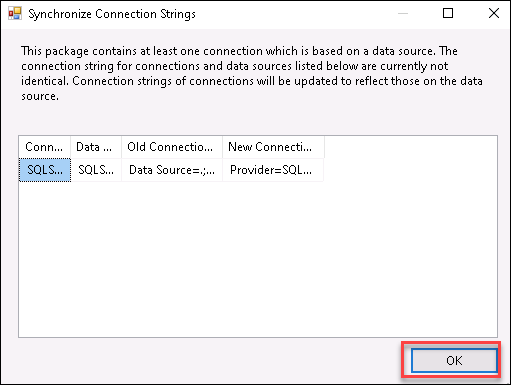 Synchronize Connection Strings
This package contains at least one connection which is based on a data source. The
connection string for connections and data sources listed below are currently not
identical. Connection strings of connections will be updated to reflect those on the data
source.
Conn... Data ... Old Connectio... New Connecti...
SQLS... SQLS... Data Source=.;... Provider=SQL...
OK